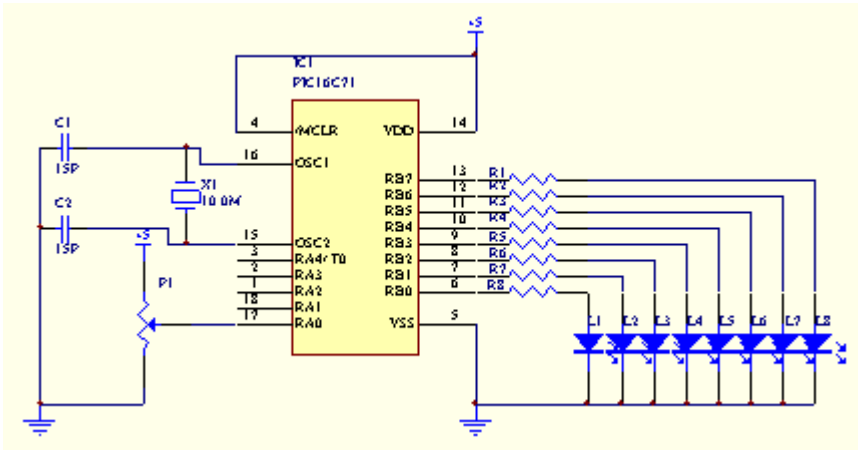 +5
IC1
PIC16C71
C1
15P
4
/MCLR
VDD
14
16
OSC1
X1
10.0M
C2
15P
+5
P1
15
OSC2
3
RA4/T0
2
RA3
1
RA2
18
RA1
17
RA0
RB7
13
R1
RB6
12
R2
RB5
11
R3
RB4
10
R4
RB3
9
R5
RB2
8
R6
RB1
7
R7
RB0
6
R8
VSS
5
L1
L2
L3
L4
L5
L6
L7
L8